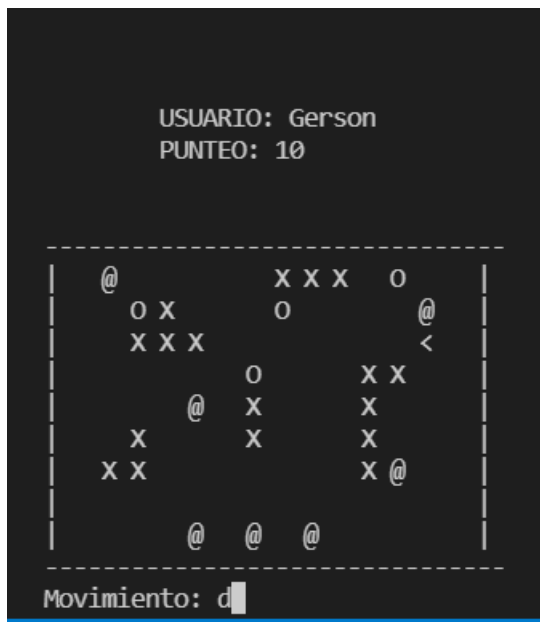 USUARIO: Gerson
PUNTEO: 10
--------------------------------
|   @           X X X   O     |
|     O X       O         @   |
|     X X X               <   |
|             O       X X     |
|         @   X       X       |
|     X       X       X       |
|   X X               X @     |
|                             |
|         @   @   @           |
--------------------------------
Movimiento: d